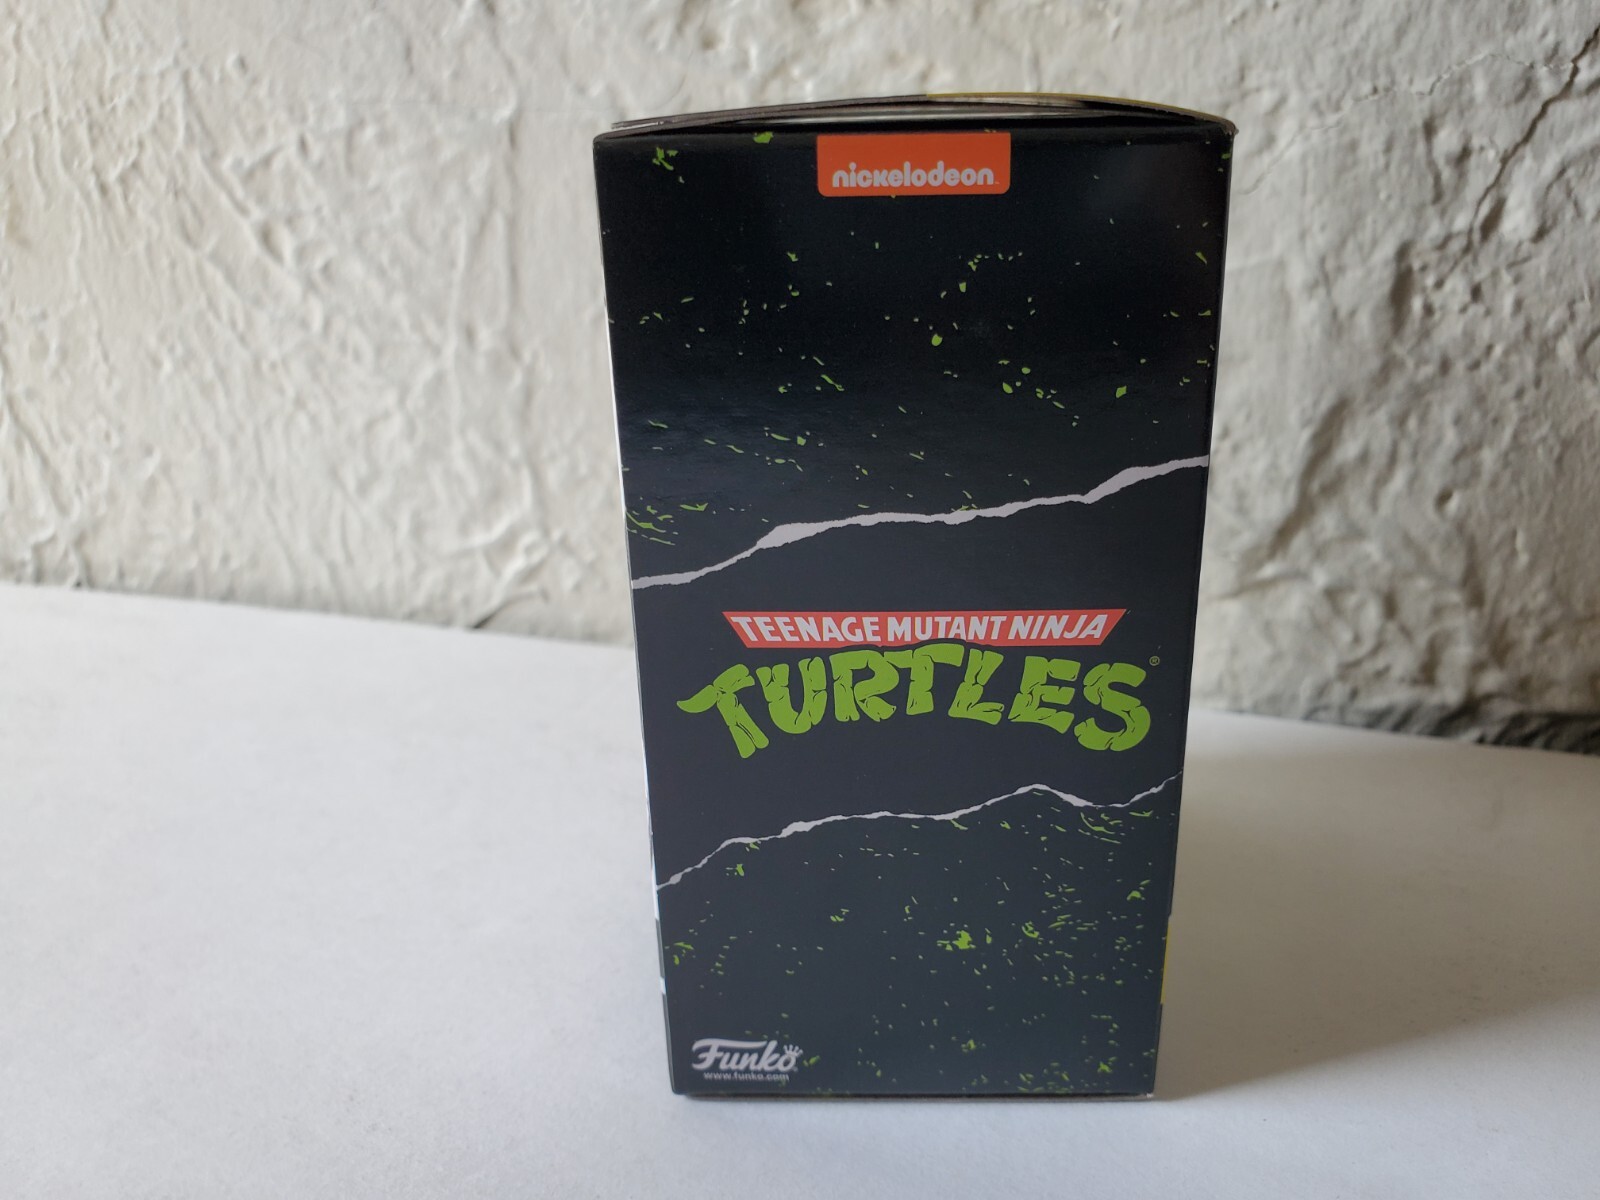 nickelodeon
TEENAGE MUTANT NINJA
TURTLES®
Funko
www.funko.com